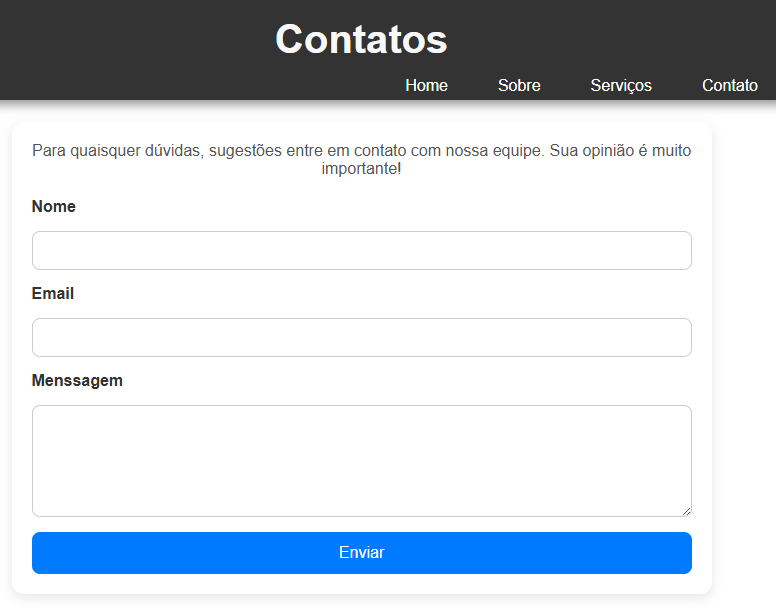 Contatos
Home Sobre Serviços Contato
Para quaisquer dúvidas, sugestões entre em contato com nossa equipe. Sua opinião é muito
importante!
Nome
Email
Menssagem
Enviar